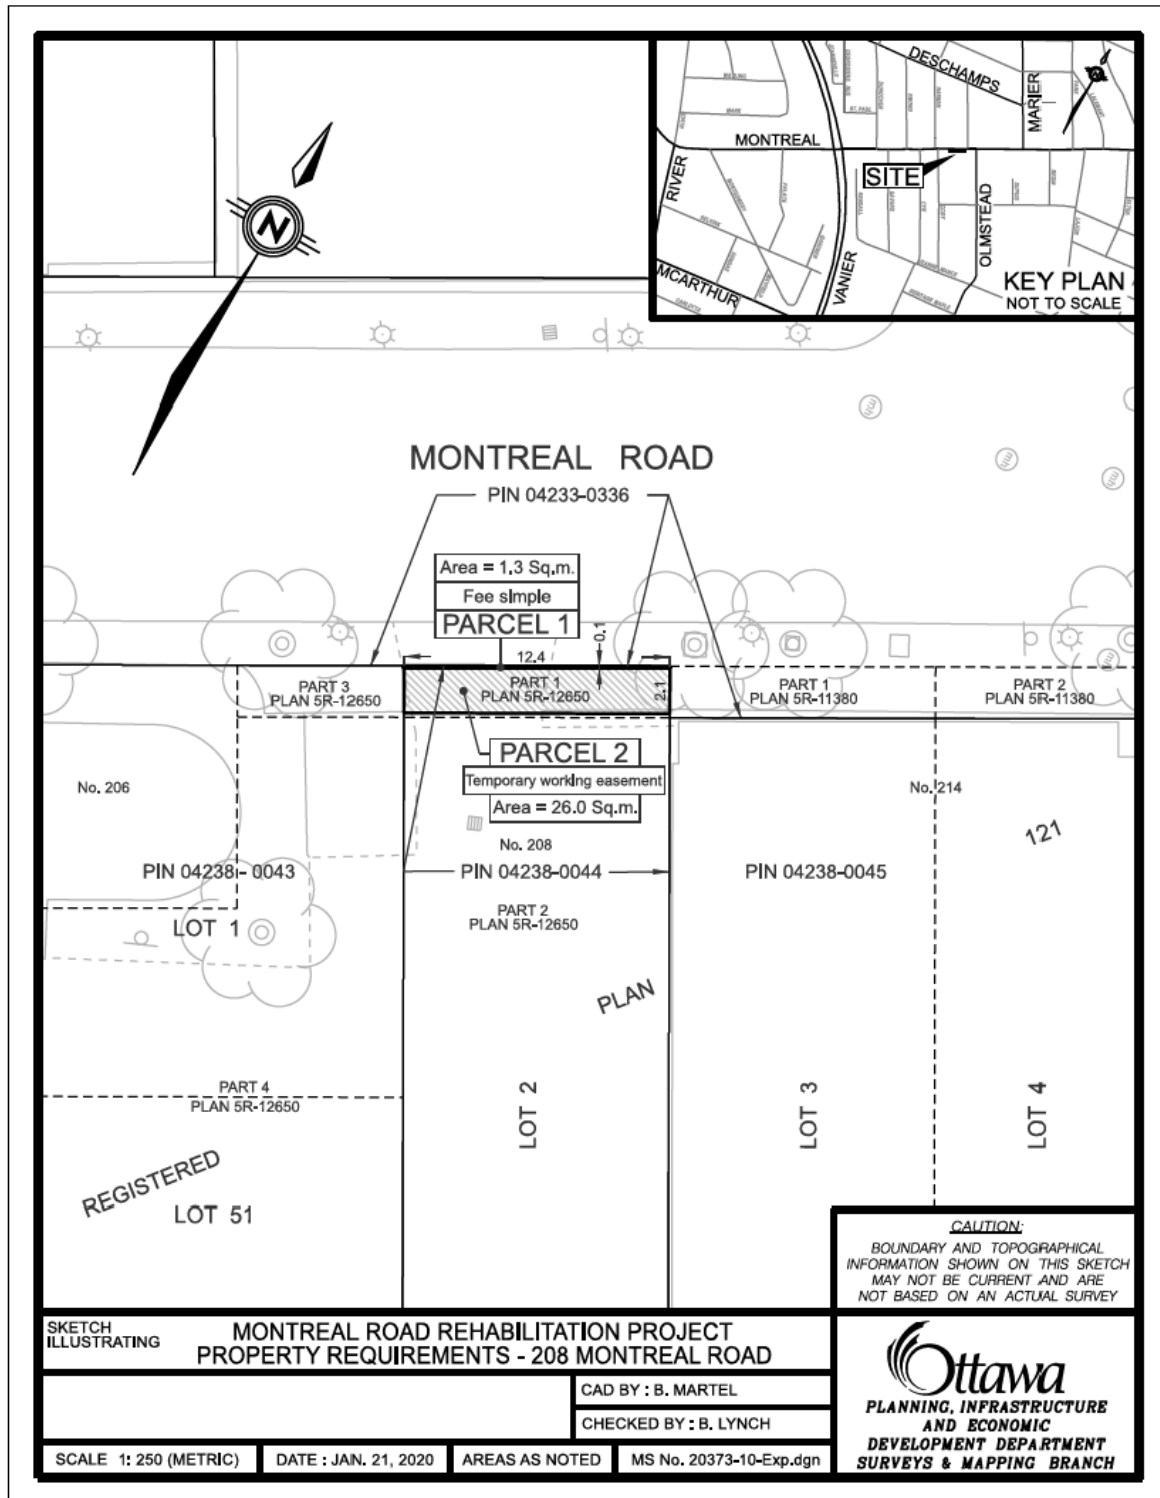 DESCHAMPS
MARIER
MONTREAL
SITE
RIVER
OLMSTEAD
VANIER
MCARTHUR
KEY PLAN
NOT TO SCALE
N
MONTREAL ROAD
PIN 04233-0336
Area = 1.3 Sq.m.
Fee simple
PARCEL 1
0.1
12.4
2.1
PART 3
PLAN 5R-12650
PART 1
PLAN 5R-12650
PART 1
PLAN 5R-11380
PART 2
PLAN 5R-11380
PARCEL 2
Temporary working easement
Area = 26.0 Sq.m.
No. 206
No. 208
No. 214
121
PIN 04238-0043
PIN 04238-0044
PIN 04238-0045
LOT 1
PART 2
PLAN 5R-12650
PLAN
PART 4
PLAN 5R-12650
LOT 2
LOT 3
LOT 4
REGISTERED
LOT 51
CAUTION:
BOUNDARY AND TOPOGRAPHICAL
INFORMATION SHOWN ON THIS SKETCH
MAY NOT BE CURRENT AND ARE
NOT BASED ON AN ACTUAL SURVEY
SKETCH
ILLUSTRATING
MONTREAL ROAD REHABILITATION PROJECT
PROPERTY REQUIREMENTS - 208 MONTREAL ROAD
CAD BY : B. MARTEL
CHECKED BY : B. LYNCH
SCALE 1: 250 (METRIC)
DATE : JAN. 21, 2020
AREAS AS NOTED
MS No. 20373-10-Exp.dgn
Ottawa
PLANNING, INFRASTRUCTURE
AND ECONOMIC
DEVELOPMENT DEPARTMENT
SURVEYS & MAPPING BRANCH